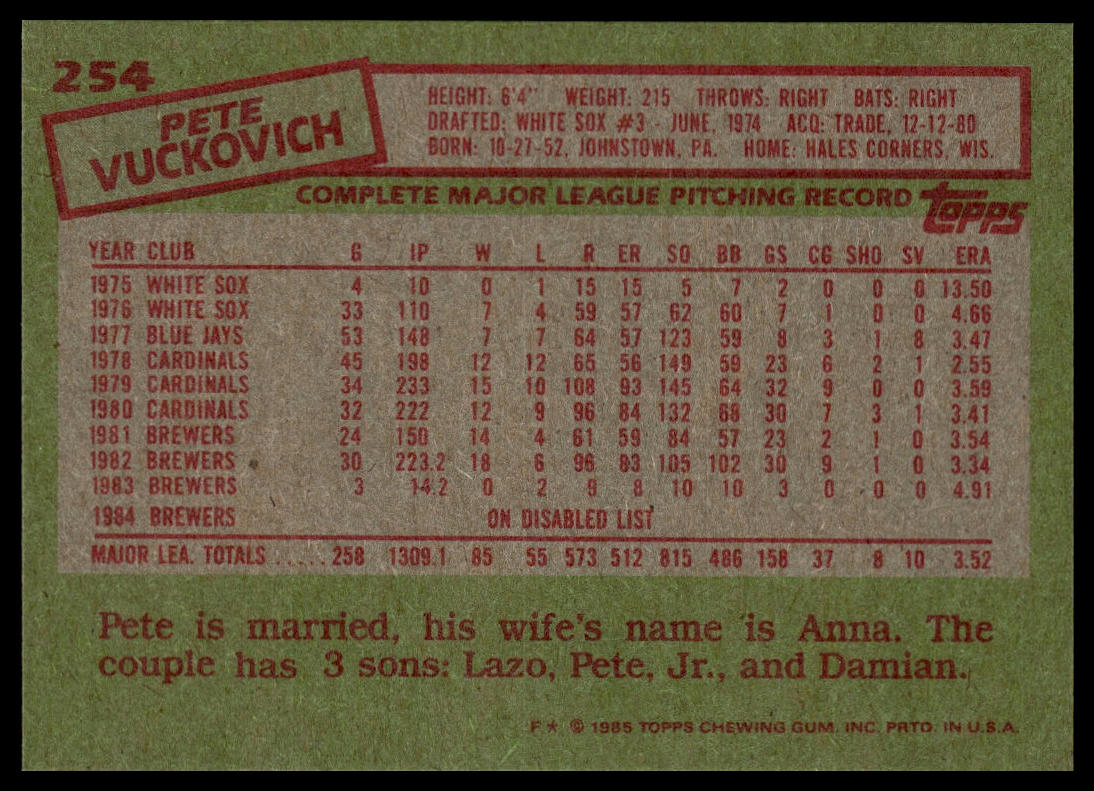 254
PETE
VUCKOVICH
HEIGHT: 6'4" WEIGHT: 215 THROWS: RIGHT BATS: RIGHT
DRAFTED: WHITE SOX #3 - JUNE, 1974 ACQ: TRADE, 12-12-80
BORN: 10-27-52, JOHNSTOWN, PA. HOME: HALES CORNERS, WIS.
COMPLETE MAJOR LEAGUE PITCHING RECORD topps
YEAR CLUB G IP W L R ER SO BB GS CG SHO SV ERA
1975 WHITE SOX 4 10 0 1 15 15 5 7 2 0 0 0 13.50
1976 WHITE SOX 33 110 7 4 59 57 62 60 7 1 0 0 4.66
1977 BLUE JAYS 53 148 7 7 64 57 123 59 8 3 1 8 3.47
1978 CARDINALS 45 198 12 12 65 56 149 59 23 6 2 1 2.55
1979 CARDINALS 34 233 15 10 108 93 145 64 32 9 0 0 3.59
1980 CARDINALS 32 222 12 9 96 84 132 68 30 7 3 1 3.41
1981 BREWERS 24 150 14 4 61 59 84 57 23 2 1 0 3.54
1982 BREWERS 30 223.2 18 6 96 83 105 102 30 9 1 0 3.34
1983 BREWERS 3 14.2 0 2 9 8 10 10 3 0 0 0 4.91
1984 BREWERS ON DISABLED LIST
MAJOR LEA. TOTALS ..... 258 1309.1 85 55 573 512 815 486 158 37 8 10 3.52
Pete is married, his wife's name is Anna. The
couple has 3 sons: Lazo, Pete, Jr., and Damian.
F★ © 1985 TOPPS CHEWING GUM, INC. PRTD. IN U.S.A.